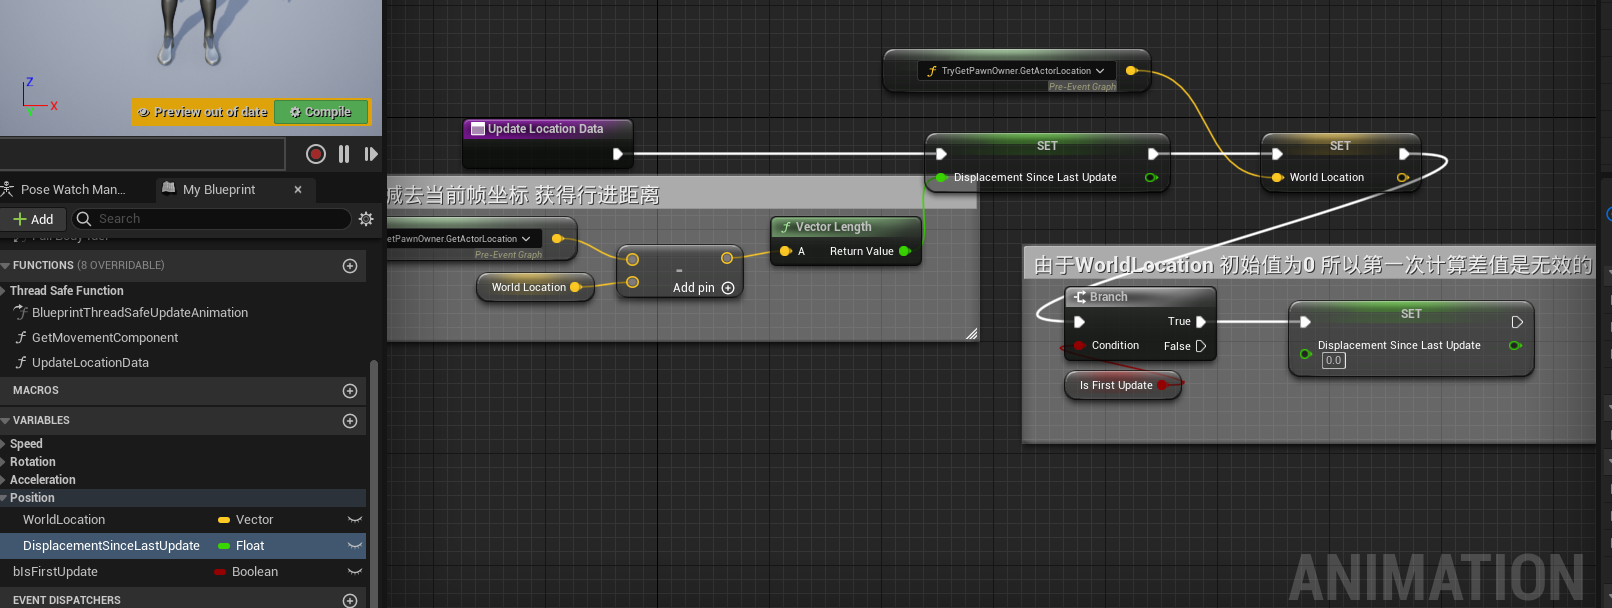 Z
X
Preview out of date
Compile
Pose Watch Man...
My Blueprint
Add
Search
FUNCTIONS (8 OVERRIDABLE)
Thread Safe Function
BlueprintThreadSafeUpdateAnimation
GetMovementComponent
UpdateLocationData
MACROS
VARIABLES
Speed
Rotation
Acceleration
Position
WorldLocation
Vector
DisplacementSinceLastUpdate
Float
bIsFirstUpdate
Boolean
EVENT DISPATCHERS
TryGetPawnOwner.GetActorLocation
Pre-Event Graph
Update Location Data
SET
Displacement Since Last Update
SET
World Location
减去当前帧坐标 获得行进距离
etPawnOwner.GetActorLocation
Pre-Event Graph
World Location
-
Add pin
Vector Length
A
Return Value
由于WorldLocation 初始值为0 所以第一次计算差值是无效的
Branch
True
Condition
False
Is First Update
SET
Displacement Since Last Update
0.0
ANIMATION